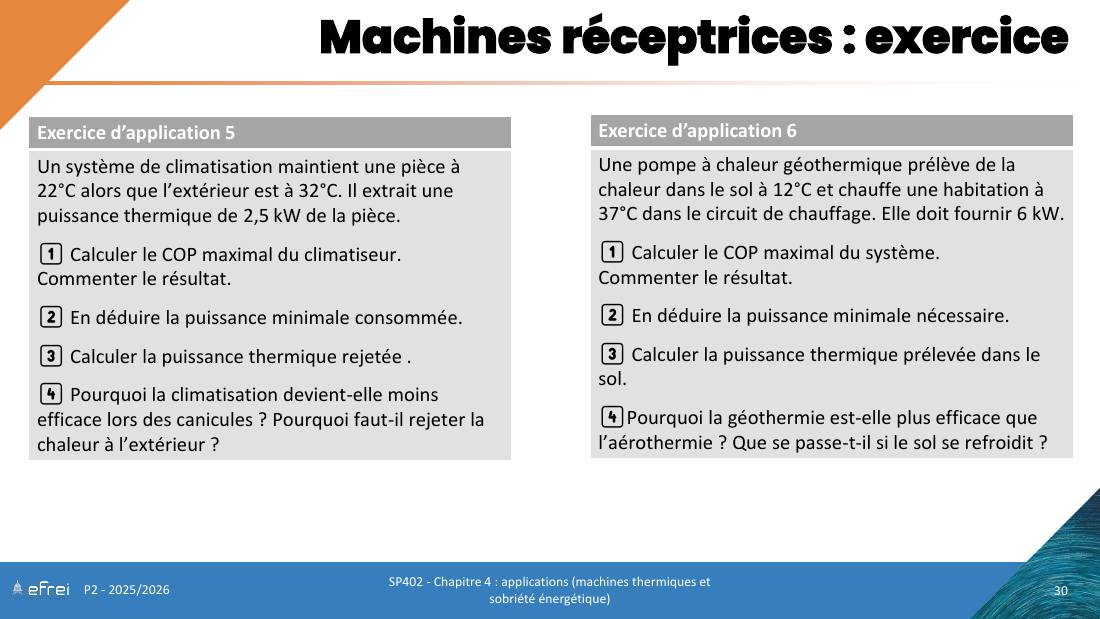 Machines réceptrices : exercice
Exercice d’application 5
Un système de climatisation maintient une pièce à
22°C alors que l’extérieur est à 32°C. Il extrait une
puissance thermique de 2,5 kW de la pièce.
1 Calculer le COP maximal du climatiseur.
Commenter le résultat.
2 En déduire la puissance minimale consommée.
3 Calculer la puissance thermique rejetée .
4 Pourquoi la climatisation devient-elle moins
efficace lors des canicules ? Pourquoi faut-il rejeter la
chaleur à l’extérieur ?
Exercice d’application 6
Une pompe à chaleur géothermique prélève de la
chaleur dans le sol à 12°C et chauffe une habitation à
37°C dans le circuit de chauffage. Elle doit fournir 6 kW.
1 Calculer le COP maximal du système.
Commenter le résultat.
2 En déduire la puissance minimale nécessaire.
3 Calculer la puissance thermique prélevée dans le
sol.
4 Pourquoi la géothermie est-elle plus efficace que
l’aérothermie ? Que se passe-t-il si le sol se refroidit ?
efrei P2 - 2025/2026
SP402 - Chapitre 4 : applications (machines thermiques et
sobriété énergétique)
30